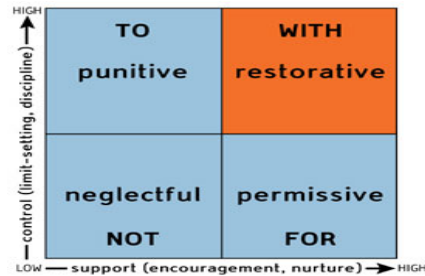 HIGH
TO WITH
punitive restorative
control (limit-setting, discipline)
neglectful permissive
NOT FOR
LOW support (encouragement, nurture) HIGH